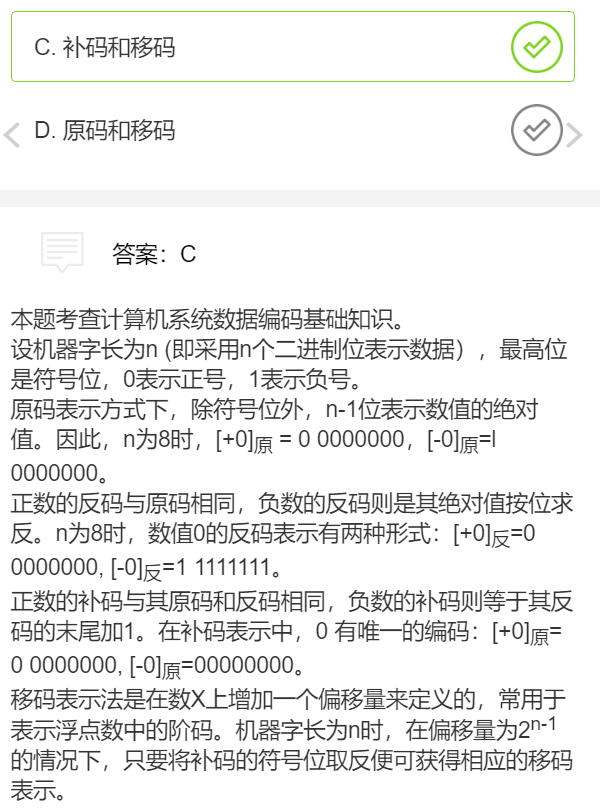 C. 补码和移码
D. 原码和移码
答案：C
本题考查计算机系统数据编码基础知识。
设机器字长为n (即采用n个二进制位表示数据），最高位
是符号位，0表示正号，1表示负号。
原码表示方式下，除符号位外，n-1位表示数值的绝对
值。因此，n为8时，[+0]原 = 0 0000000，[-0]原=l
0000000。
正数的反码与原码相同，负数的反码则是其绝对值按位求
反。n为8时，数值0的反码表示有两种形式：[+0]反=0
0000000, [-0]反=1 1111111。
正数的补码与其原码和反码相同，负数的补码则等于其反
码的末尾加1。在补码表示中，0 有唯一的编码：[+0]原=
0 0000000, [-0]原=00000000。
移码表示法是在数X上增加一个偏移量来定义的，常用于
表示浮点数中的阶码。机器字长为n时，在偏移量为2n-1
的情况下，只要将补码的符号位取反便可获得相应的移码
表示。